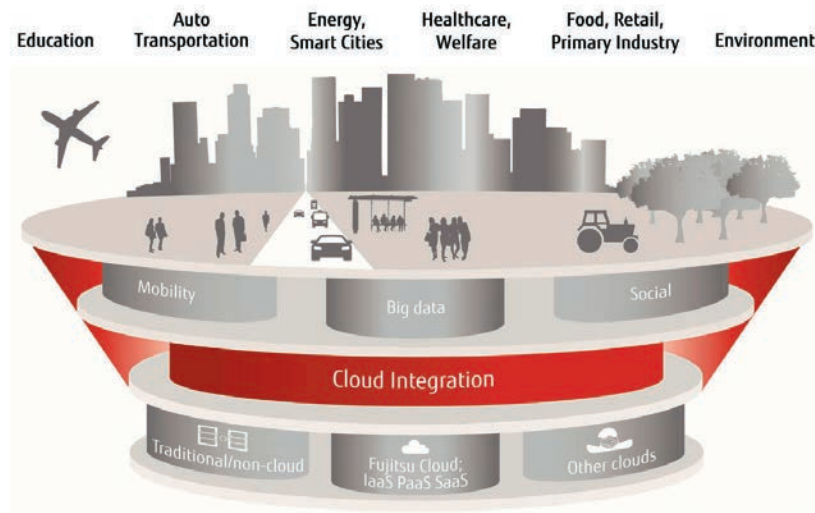 Education
Auto
Transportation
Energy,
Smart Cities
Healthcare,
Welfare
Food, Retail,
Primary Industry
Environment
Mobility
Big data
Social
Cloud Integration
Traditional/non-cloud
Fujitsu Cloud;
IaaS PaaS SaaS
Other clouds